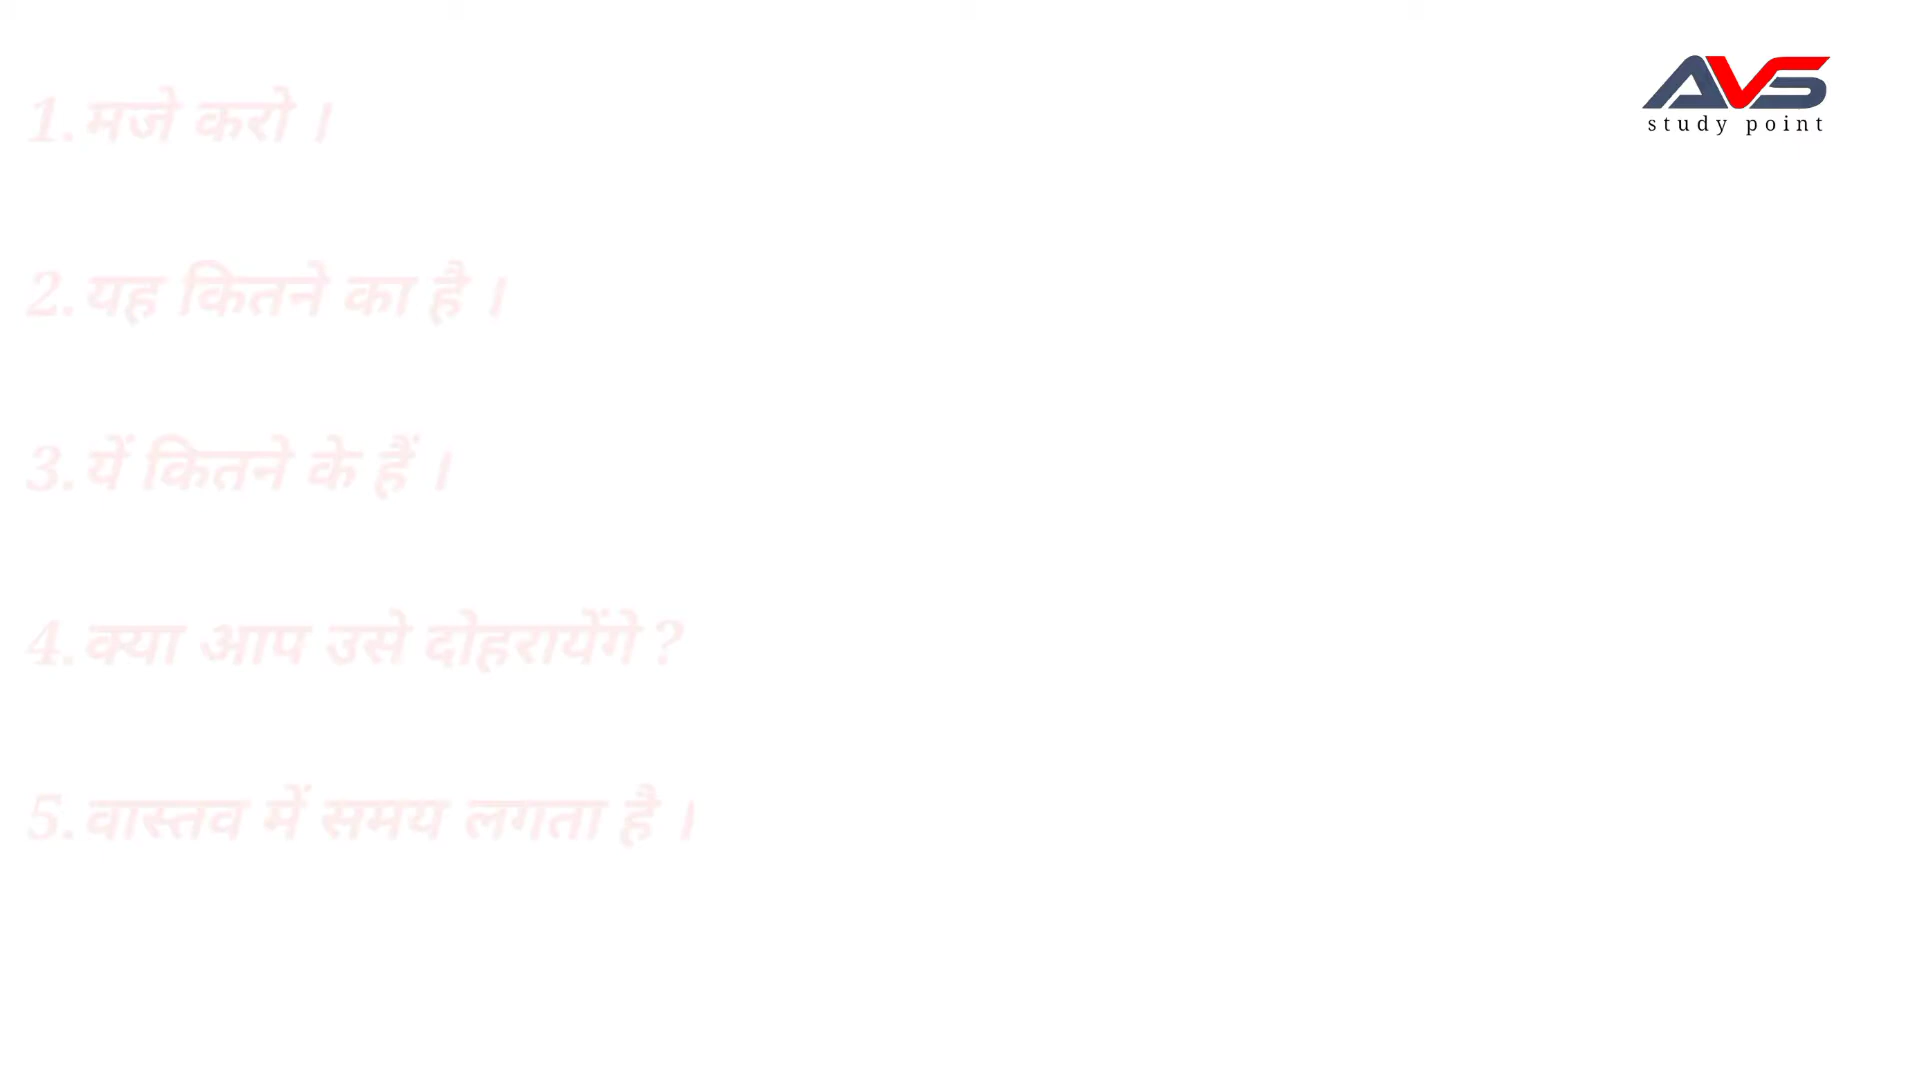 AVS
study point
1. मजे करो ।
2. यह कितने का है ।
3. यें कितने के हैं ।
4. क्या आप उसे दोहरायेंगे ?
5. वास्तव में समय लगता है ।